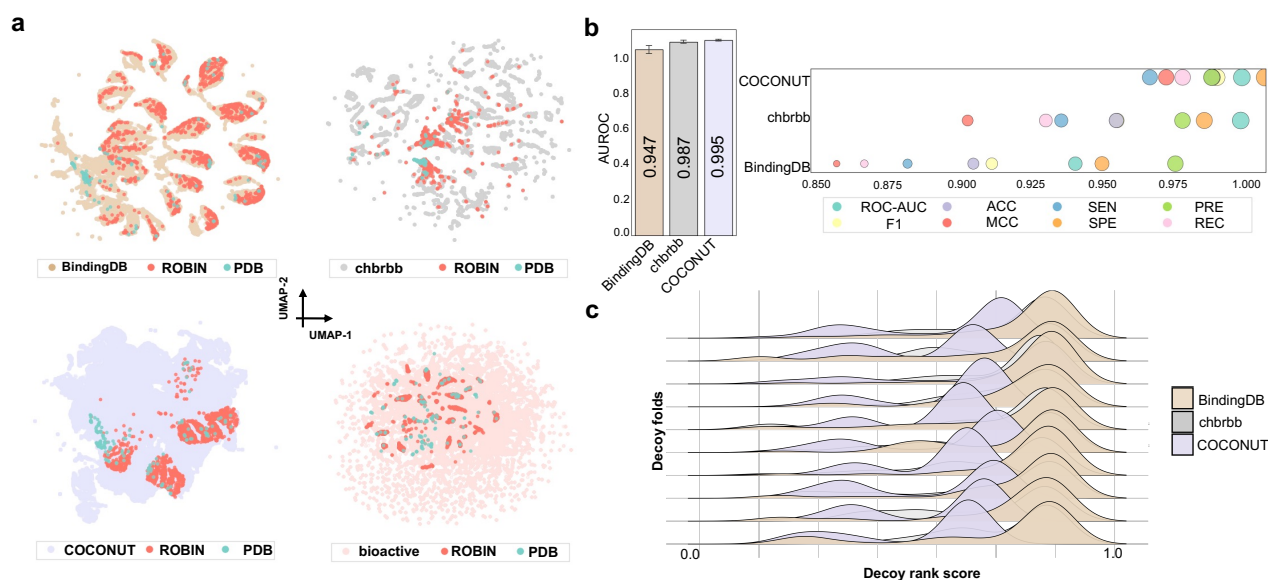 a
BindingDB ROBIN PDB
chbrbb ROBIN PDB
UMAP-2
UMAP-1
COCONUT ROBIN PDB
bioactive ROBIN PDB
b
AUROC
1.0
0.8
0.6
0.4
0.2
0.0
0.947
0.987
0.995
BindingDB
chbrbb
COCONUT
COCONUT
chbrbb
BindingDB
0.850 0.875 0.900 0.925 0.950 0.975 1.000
ROC-AUC ACC SEN PRE
F1 MCC SPE REC
c
Decoy folds
0.0 1.0
Decoy rank score
BindingDB
chbrbb
COCONUT